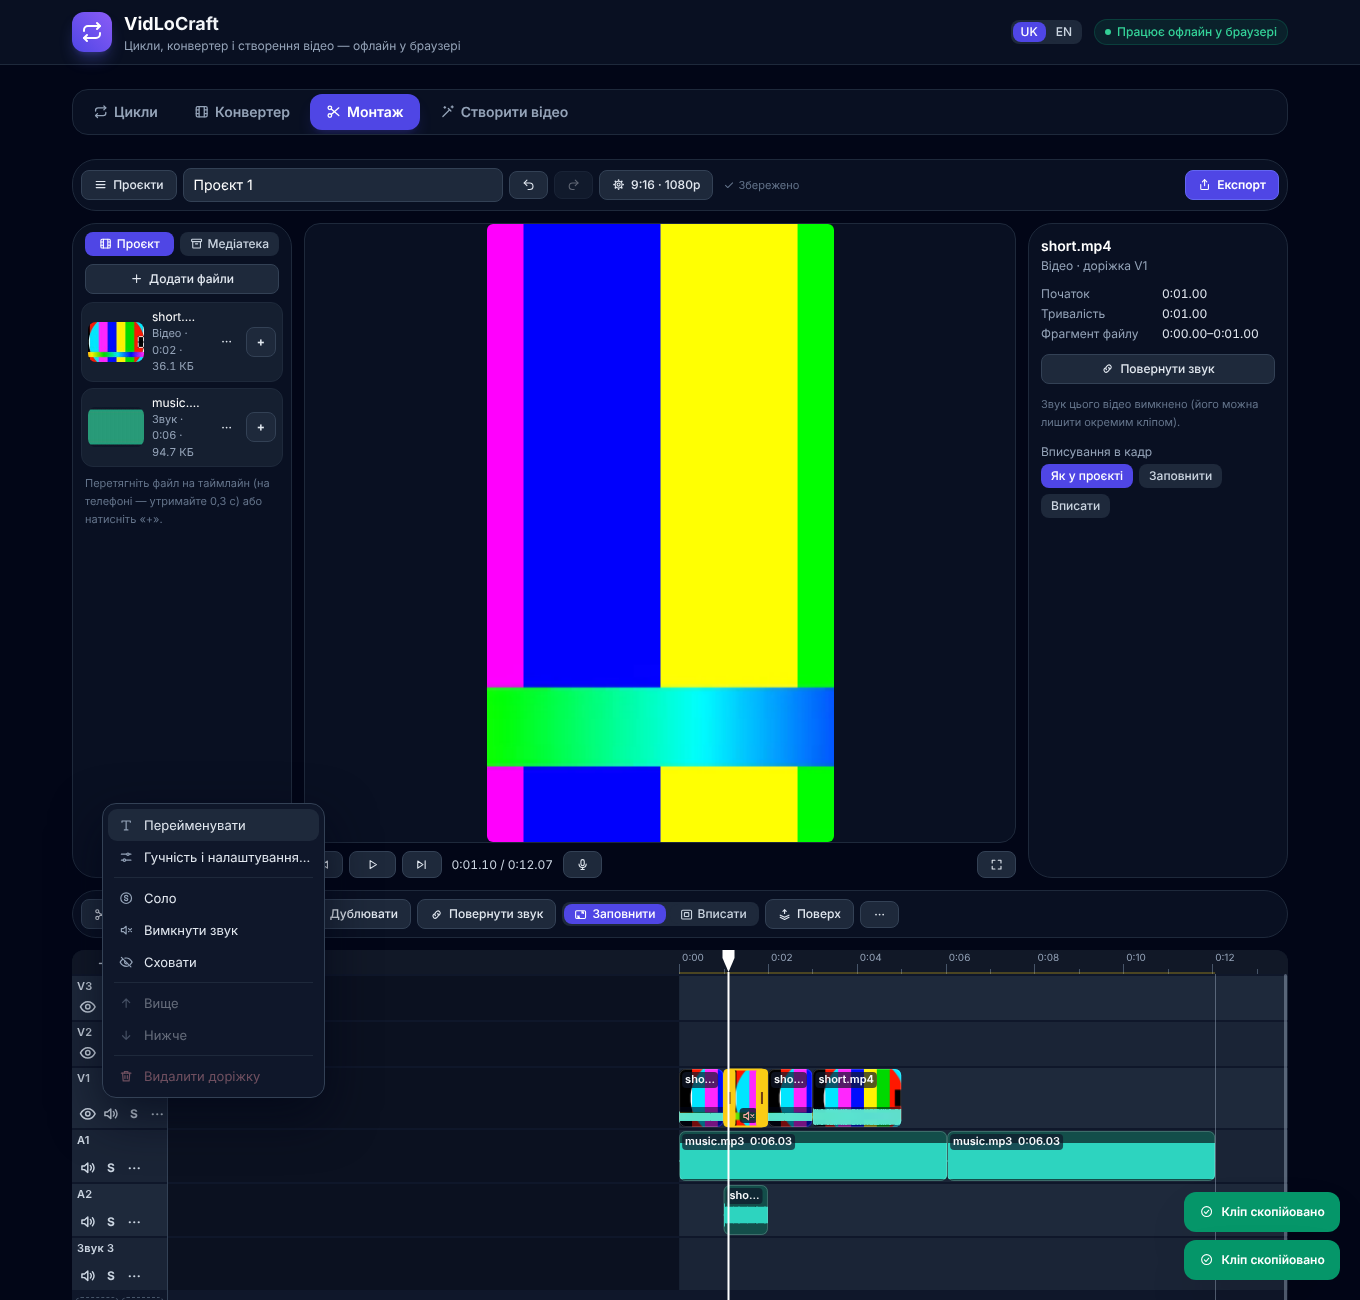 VidLoCraft
Цикли, конвертер і створення відео — офлайн у браузері
UK EN
Працює офлайн у браузері
Цикли
Конвертер
Монтаж
Створити відео
Проєкти
Проєкт 1
9:16 · 1080p
Збережено
Експорт
Проєкт
Медіатека
Додати файли
short....
Відео ·
0:02 ·
36.1 КБ
music....
Звук ·
0:06 ·
94.7 КБ
Перетягніть файл на таймлайн (на
телефоні — утримайте 0,3 с) або
натисніть «+».
short.mp4
Відео · доріжка V1
Початок 0:01.00
Тривалість 0:01.00
Фрагмент файлу 0:00.00–0:01.00
Повернути звук
Звук цього відео вимкнено (його можна
лишити окремим кліпом).
Вписування в кадр
Як у проєкті
Заповнити
Вписати
0:01.10 / 0:12.07
Перейменувати
Гучність і налаштування...
Соло
Вимкнути звук
Сховати
Вище
Нижче
Видалити доріжку
Дублювати
Повернути звук
Заповнити
Вписати
Поверх
0:00 0:02 0:04 0:06 0:08 0:10 0:12
V3
V2
V1
sho... sho... short.mp4
S
A1
music.mp3 0:06.03 music.mp3 0:06.03
S
A2
sho...
S
Звук 3
S
Кліп скопійовано
Кліп скопійовано